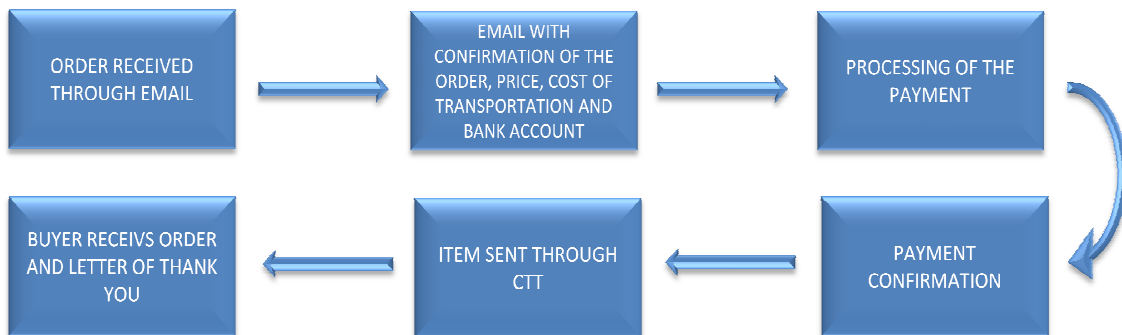 ORDER RECEIVED
THROUGH EMAIL
EMAIL WITH
CONFIRMATION OF THE
ORDER, PRICE, COST OF
TRANSPORTATION AND
BANK ACCOUNT
PROCESSING OF THE
PAYMENT
PAYMENT
CONFIRMATION
ITEM SENT THROUGH
CTT
BUYER RECEIVS ORDER
AND LETTER OF THANK
YOU